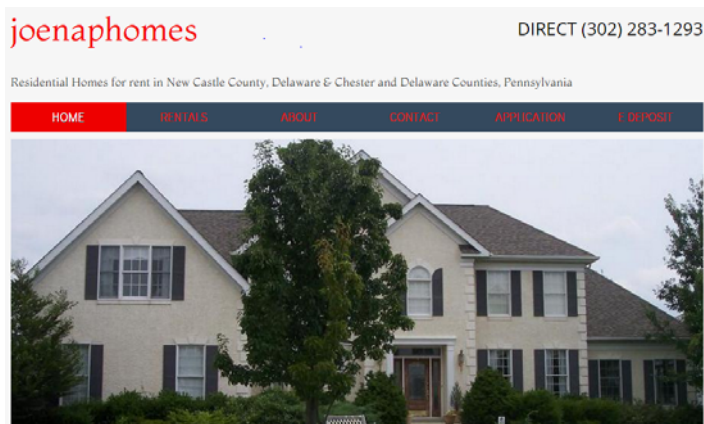 joenaphomes
DIRECT (302) 283-1293
Residential Homes for rent in New Castle County, Delaware & Chester and Delaware Counties, Pennsylvania
HOME RENTALS ABOUT CONTACT APPLICATION E DEPOSIT